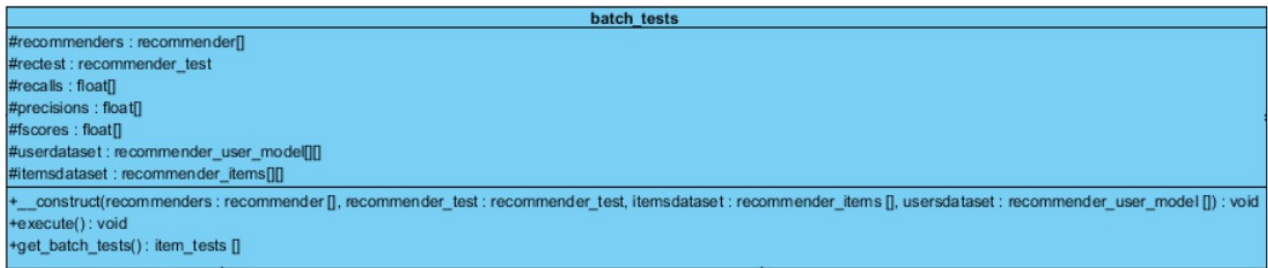 batch_tests
#recommenders : recommender[]
#rectest : recommender_test
#recalls : float[]
#precisions : float[]
#fscores : float[]
#userdataset : recommender_user_model[][]
#itemsdataset : recommender_items[][]
+__construct(recommenders : recommender [], recommender_test : recommender_test, itemsdataset : recommender_items [], usersdataset : recommender_user_model []) : void
+execute() : void
+get_batch_tests() : item_tests []